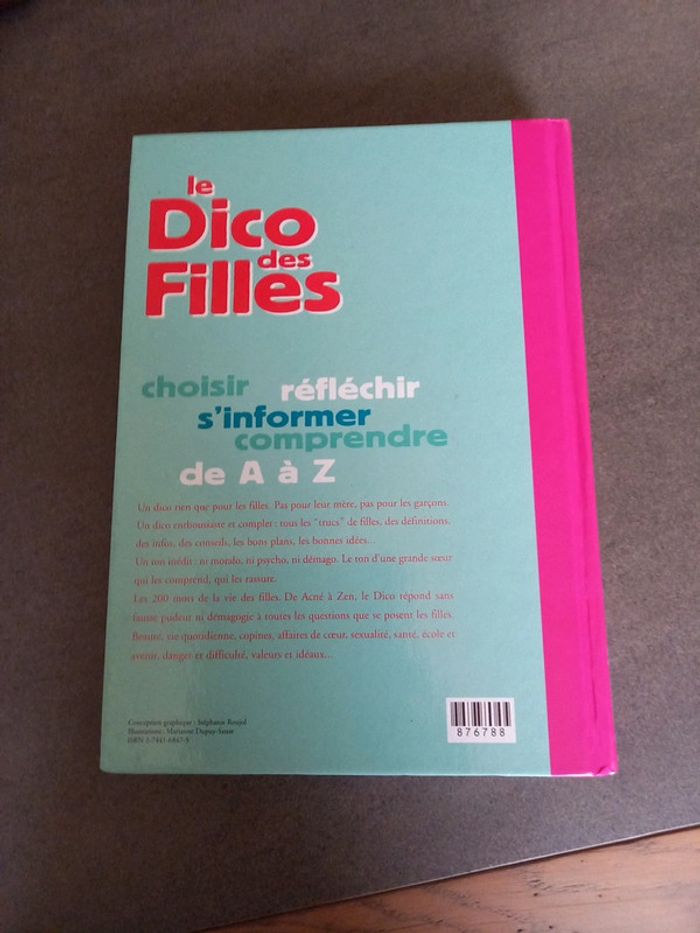 le
Dico
des
Filles
choisir réfléchir
s'informer
comprendre
de A à Z
Un dico rien que pour les filles. Pas pour leur mère, pas pour les garçons.
Un dico enthousiaste et complet : tous les "trucs" de filles, des définitions,
des infos, des conseils, les bons plans, les bonnes idées...
Un ton inédit : ni moralo, ni psycho, ni démago. Le ton d'une grande sœur
qui les comprend, qui les rassure.
Les 200 mots de la vie des filles. De Acné à Zen, le Dico répond sans
fausse pudeur ni démagogie à toutes les questions que se posent les filles.
Beauté, vie quotidienne, copines, affaires de cœur, sexualité, santé, école et
avenir, danger et difficulté, valeurs et idéaux...
Conception graphique : Stéphanie Roujol
Illustrations : Marianne Dupuy-Sauze
ISBN 2-7441-6847-5
876788